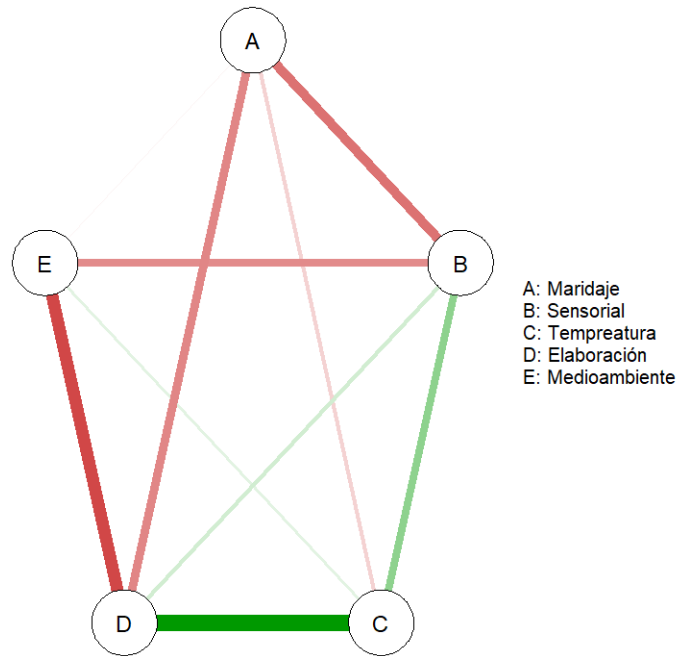 A
E
B
D
C
A: Maridaje
B: Sensorial
C: Tempreatura
D: Elaboración
E: Medioambiente